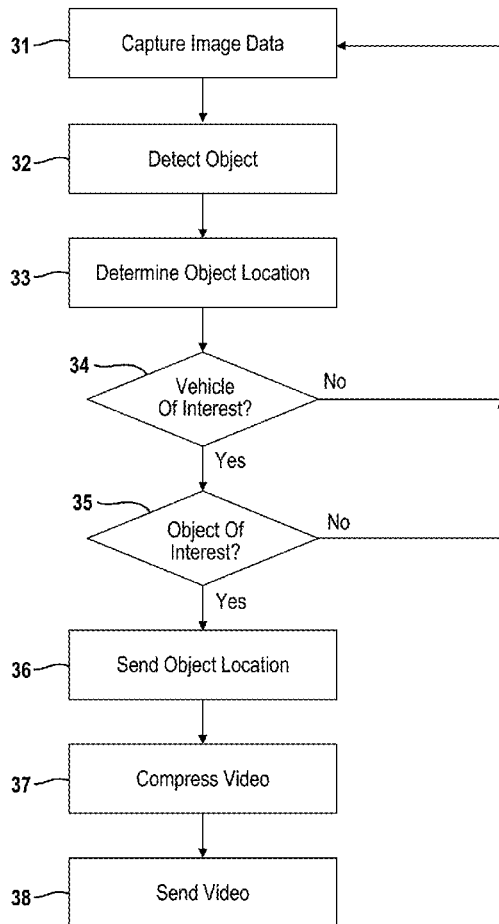 31
Capture Image Data
32
Detect Object
33
Determine Object Location
34
Vehicle
Of Interest?
No
Yes
35
Object Of
Interest?
No
Yes
36
Send Object Location
37
Compress Video
38
Send Video